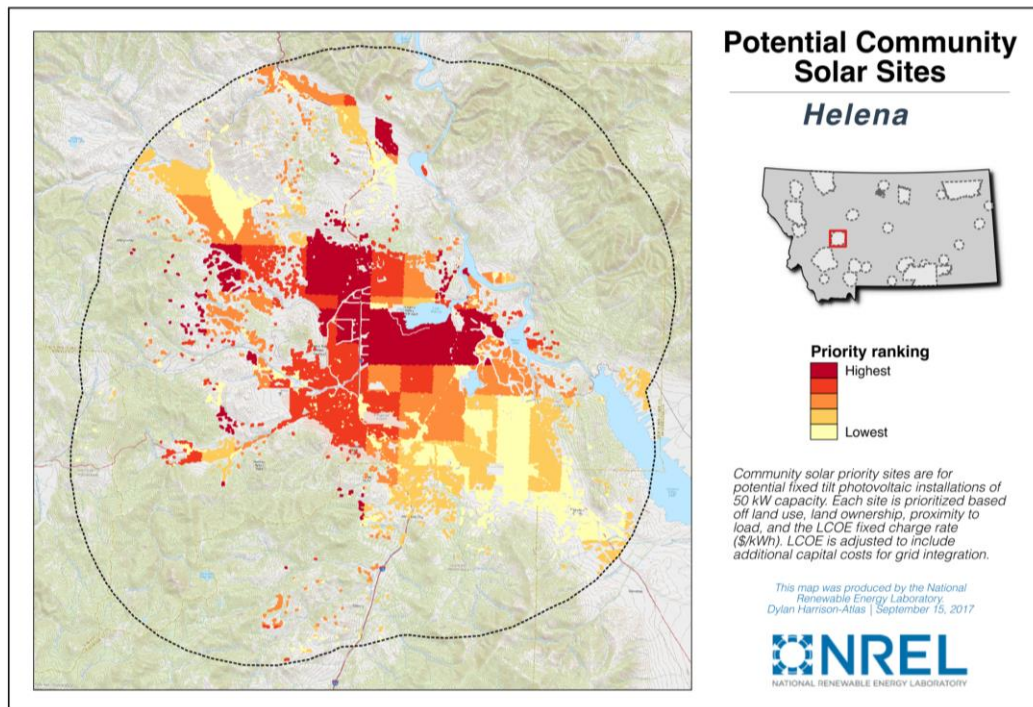 Potential Community
Solar Sites
Helena
Priority ranking
Highest
Lowest
Community solar priority sites are for
potential fixed tilt photovoltaic installations of
50 kW capacity. Each site is prioritized based
off land use, land ownership, proximity to
load, and the LCOE fixed charge rate
($/kWh). LCOE is adjusted to include
additional capital costs for grid integration.
This map was produced by the National
Renewable Energy Laboratory.
Dylan Harrison-Atlas | September 15, 2017
NREL
NATIONAL RENEWABLE ENERGY LABORATORY